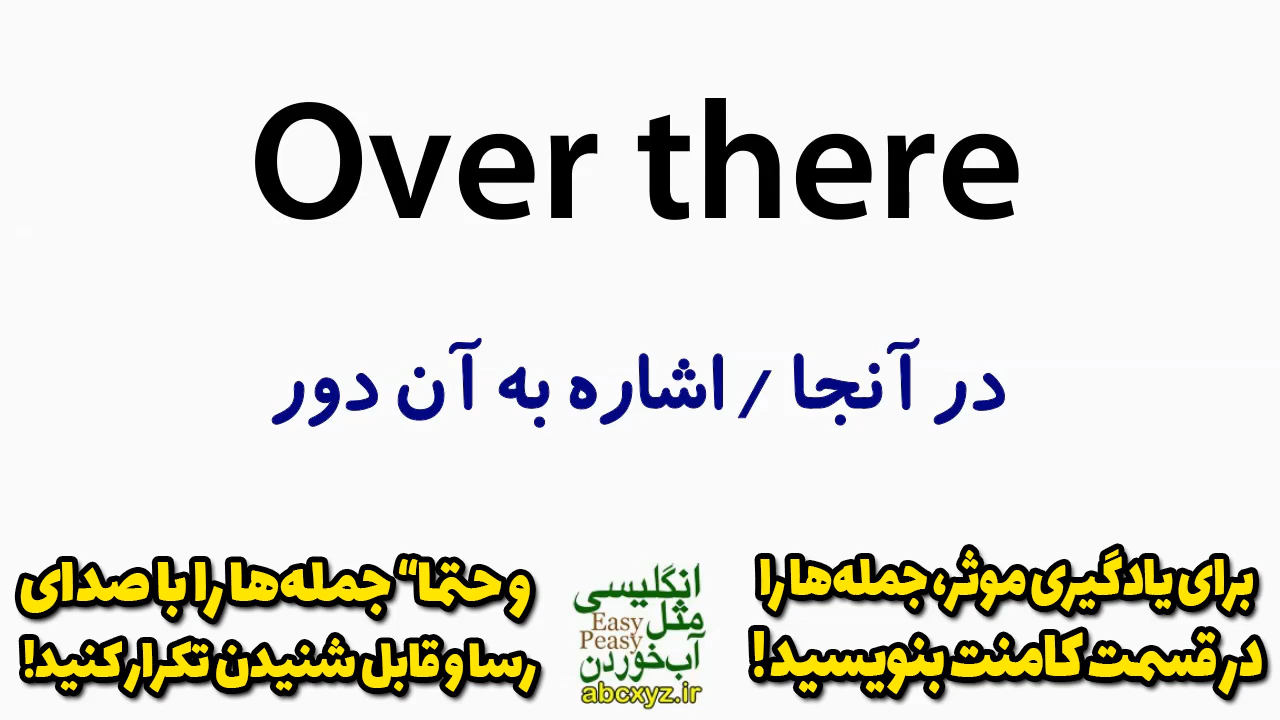 Over there
در آنجا / اشاره به آن دور
برای یادگیری موثر، جمله‌ها را
در قسمت کامنت بنویسید!
و حتما“ جمله‌ها را با صدای
رسا و قابل شنیدن تکرار کنید!
انگلیسی
Easy مثل
Peasy
آب خوردن
abcxyz.ir